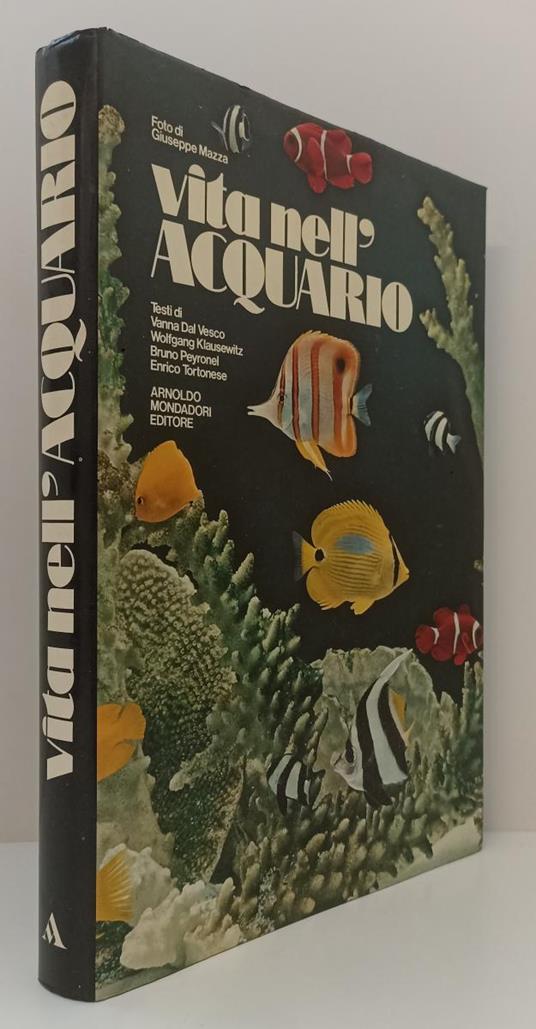 vita nell' ACQUARIO
Foto di
Giuseppe Mazza
vita nell'
ACQUARIO
Testi di
Vanna Dal Vesco
Wolfgang Klausewitz
Bruno Peyronel
Enrico Tortonese
ARNOLDO
MONDADORI
EDITORE